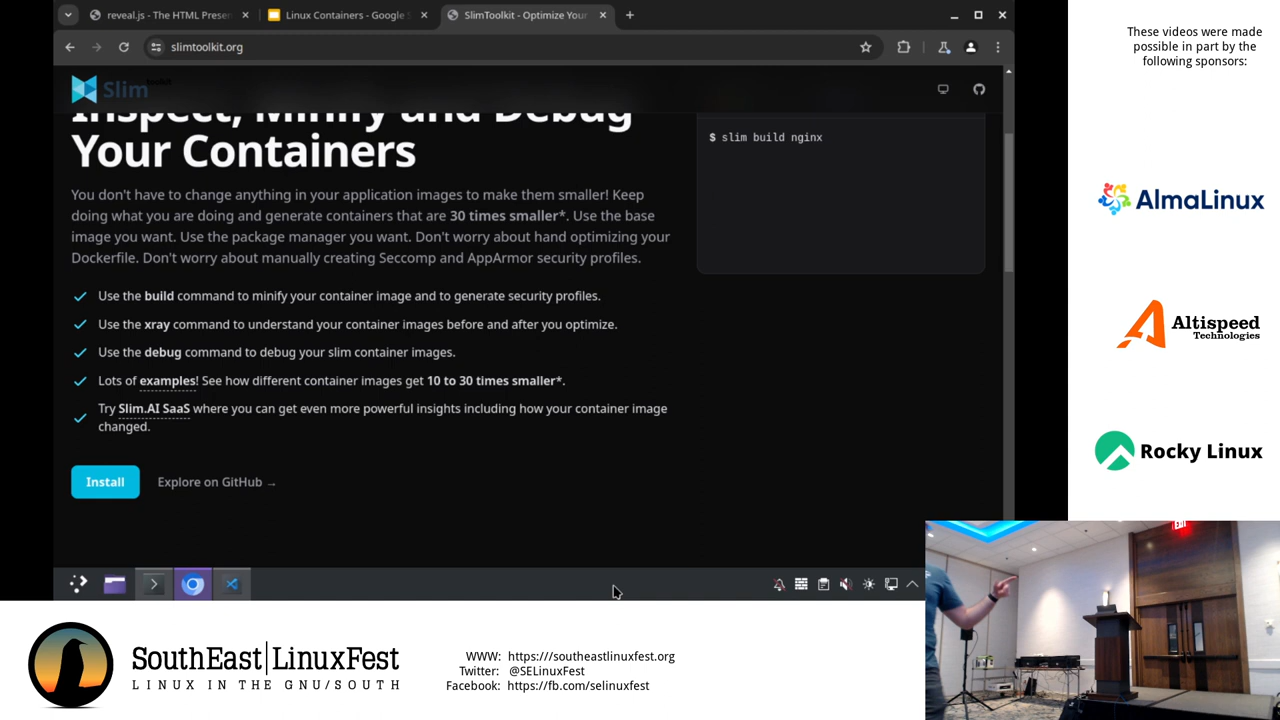 reveal.js - The HTML Presen
Linux Containers - Google S
SlimToolkit - Optimize Your
slimtoolkit.org
Slim
toolkit
Inspect, Minify and Debug
Your Containers
You don't have to change anything in your application images to make them smaller! Keep
doing what you are doing and generate containers that are 30 times smaller*. Use the base
image you want. Use the package manager you want. Don't worry about hand optimizing your
Dockerfile. Don't worry about manually creating Seccomp and AppArmor security profiles.
Use the build command to minify your container image and to generate security profiles.
Use the xray command to understand your container images before and after you optimize.
Use the debug command to debug your slim container images.
Lots of examples! See how different container images get 10 to 30 times smaller*.
Try Slim.AI SaaS where you can get even more powerful insights including how your container image
changed.
Install
Explore on GitHub →
$ slim build nginx
These videos were made
possible in part by the
following sponsors:
AlmaLinux
Altispeed
Technologies
Rocky Linux
SouthEast|LinuxFest
LINUX IN THE GNU/SOUTH
WWW: https:///southeastlinuxfest.org
Twitter: @SELinuxFest
Facebook: https://fb.com/selinuxfest